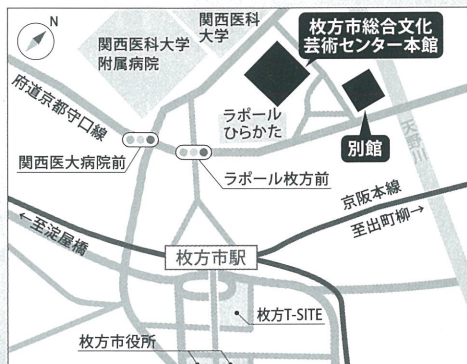 N
関西医科大学
附属病院
関西医科
大学
枚方市総合文化
芸術センター本館
府道京都守口線
ラポール
ひらかた
別館
天野川
関西医大病院前
ラポール枚方前
京阪本線
至出町柳→
←至淀屋橋
枚方市駅
枚方T-SITE
枚方市役所